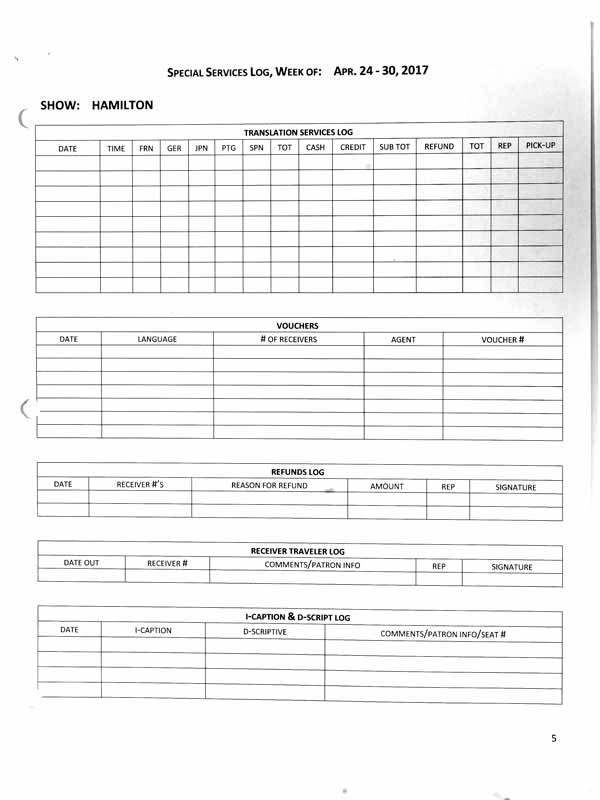 SPECIAL SERVICES LOG, WEEK OF: APR. 24 - 30, 2017
SHOW: HAMILTON
TRANSLATION SERVICES LOG
DATE TIME FRN GER JPN PTG SPN TOT CASH CREDIT SUB TOT REFUND TOT REP PICK-UP
VOUCHERS
DATE LANGUAGE # OF RECEIVERS AGENT VOUCHER #
REFUNDS LOG
DATE RECEIVER #'S REASON FOR REFUND AMOUNT REP SIGNATURE
RECEIVER TRAVELER LOG
DATE OUT RECEIVER # COMMENTS/PATRON INFO REP SIGNATURE
I-CAPTION & D-SCRIPT LOG
DATE I-CAPTION D-SCRIPTIVE COMMENTS/PATRON INFO/SEAT #
5